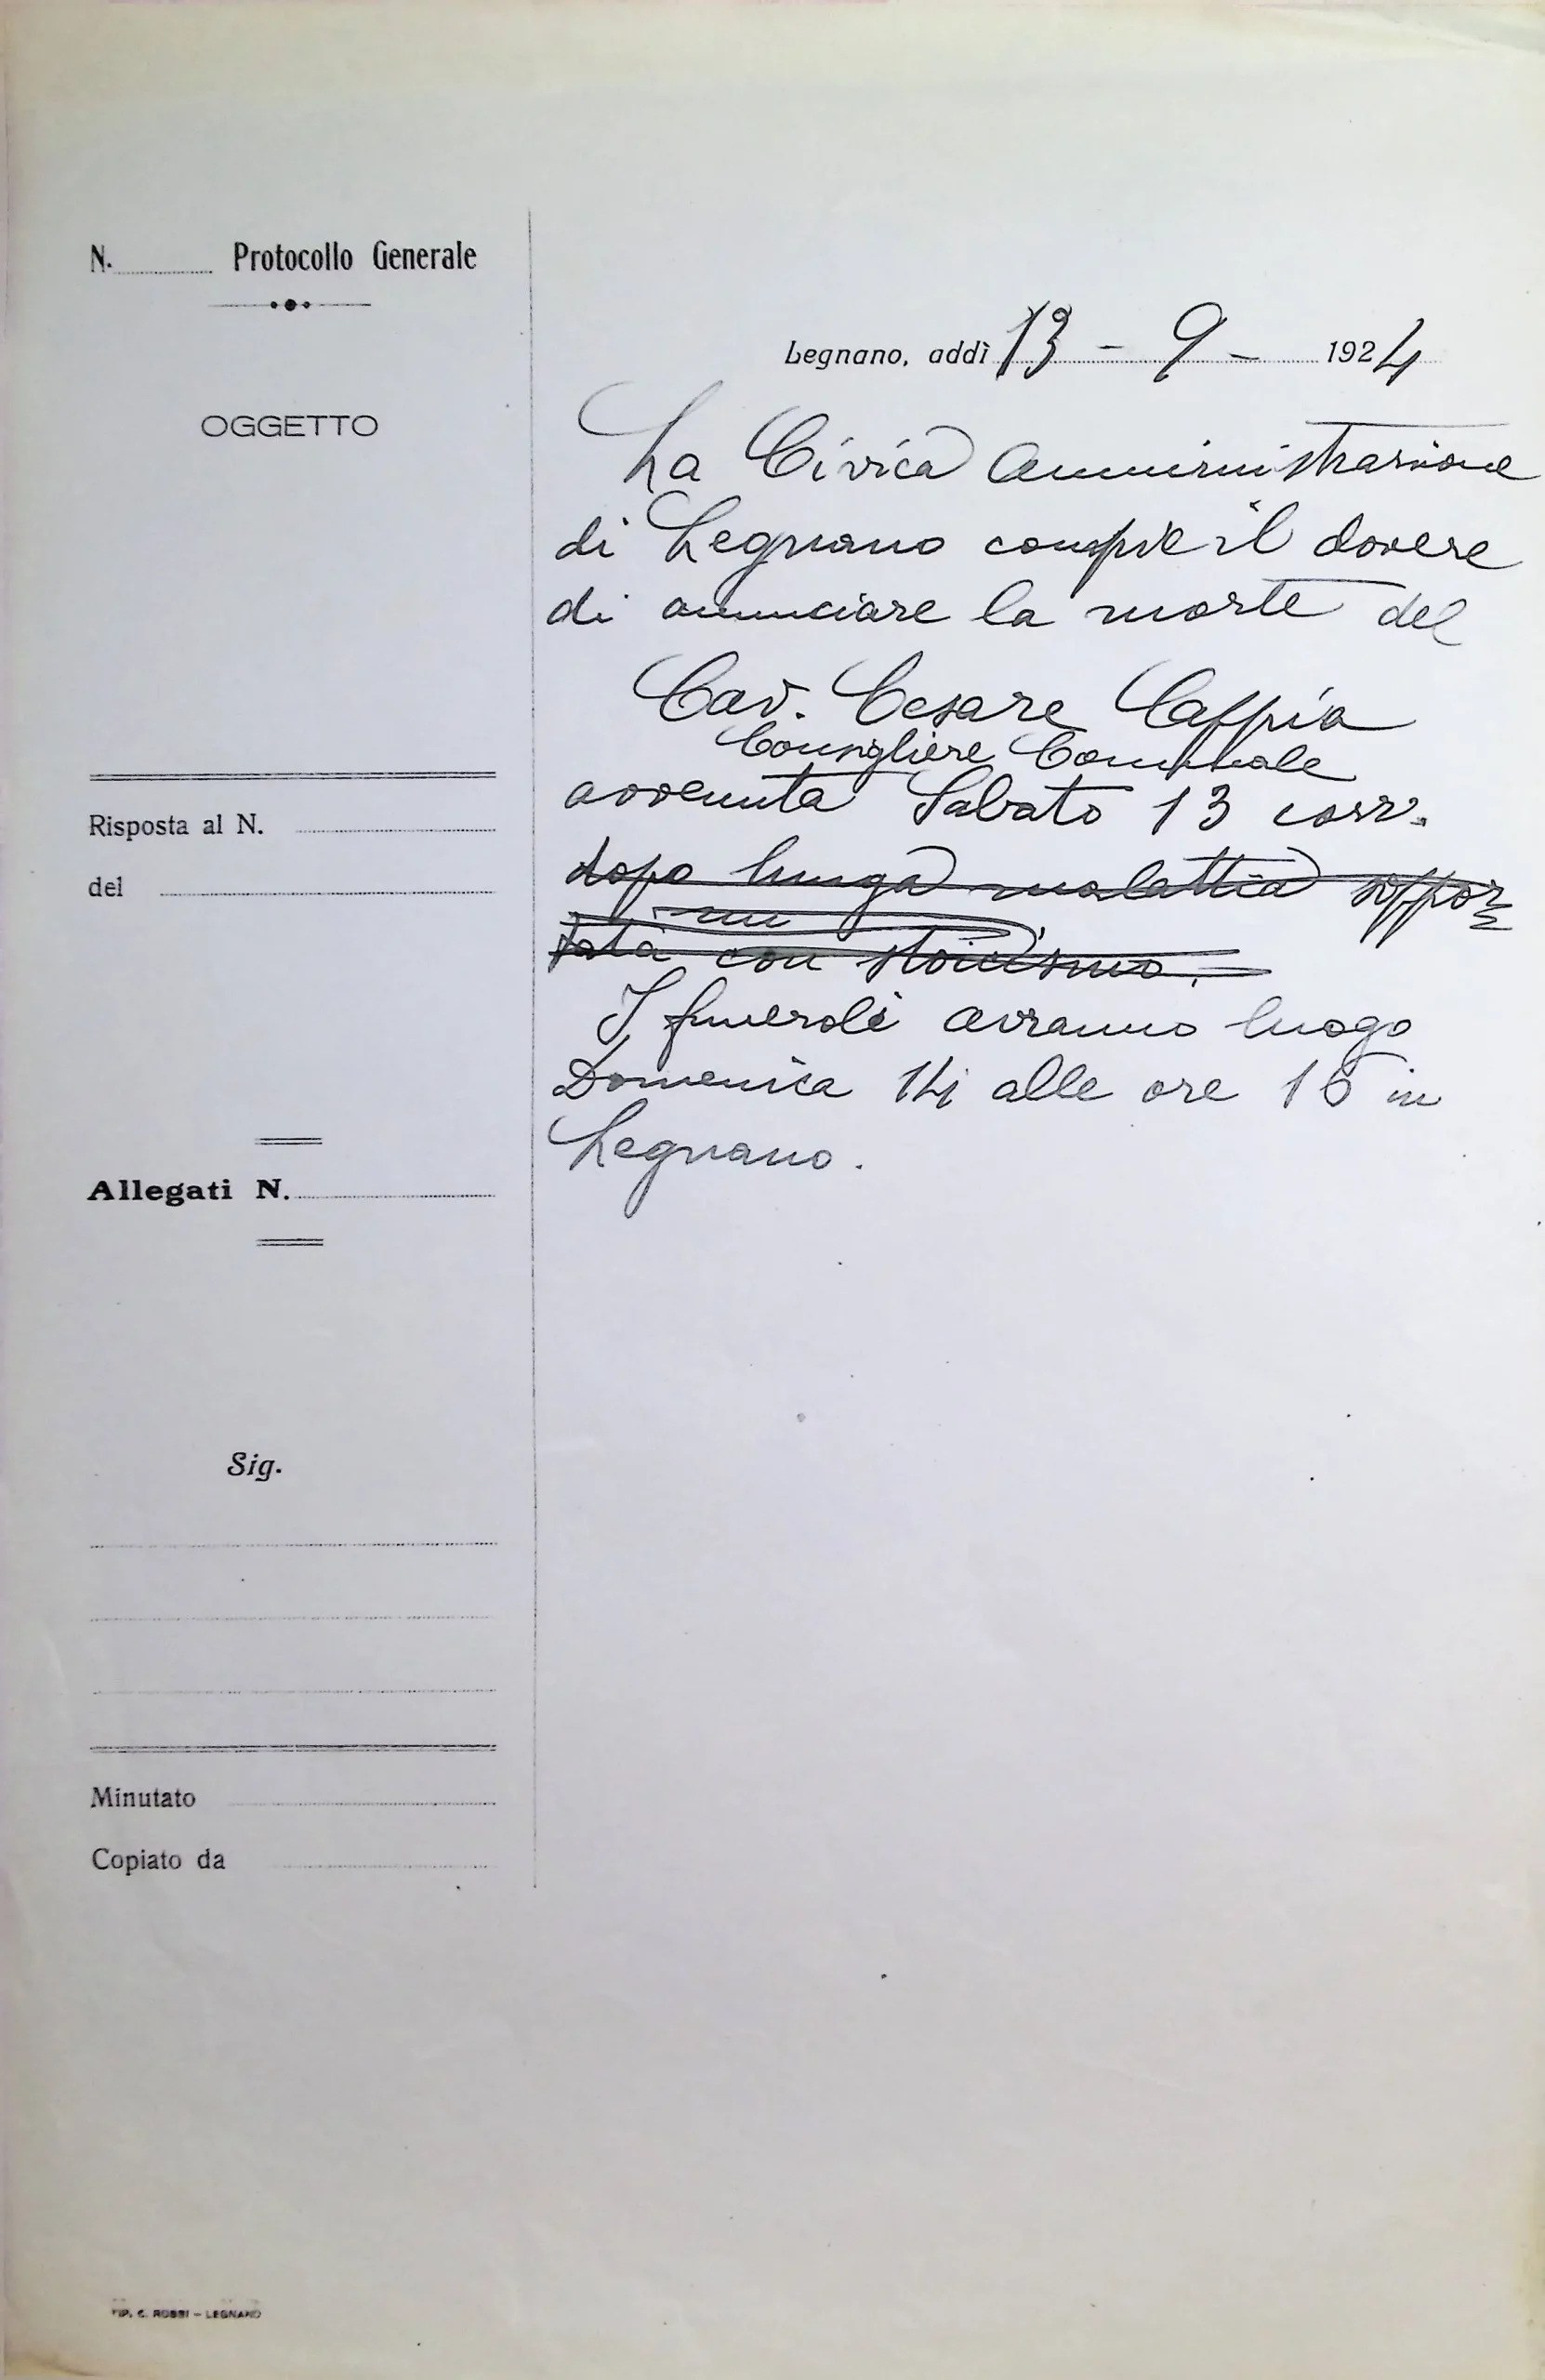 N. Protocollo Generale
Legnano, addì 13 - 9 - 1924
OGGETTO
La Civica Amministrazione
di Legnano compie il dovere
di annunciare la morte del
Cav. Cesare Caffria
Consigliere Comunale
avvenuta Sabato 13 corr.
dopo lunga malattia soppor
tata con stoicismo.
I funerali avranno luogo
Domenica 14 alle ore 16 in
Legnano.
Risposta al N.
del
Allegati N.
Sig.
Minutato
Copiato da
TIP. C. ROSSI - LEGNANO